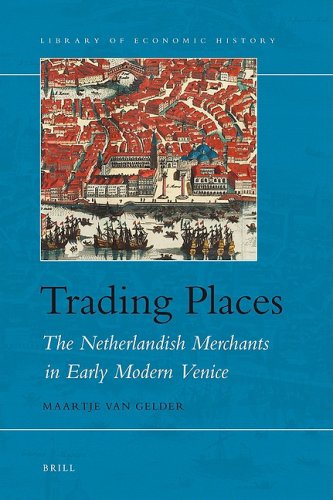 LIBRARY OF ECONOMIC HISTORY
Trading Places
The Netherlandish Merchants
in Early Modern Venice
MAARTJE VAN GELDER
BRILL